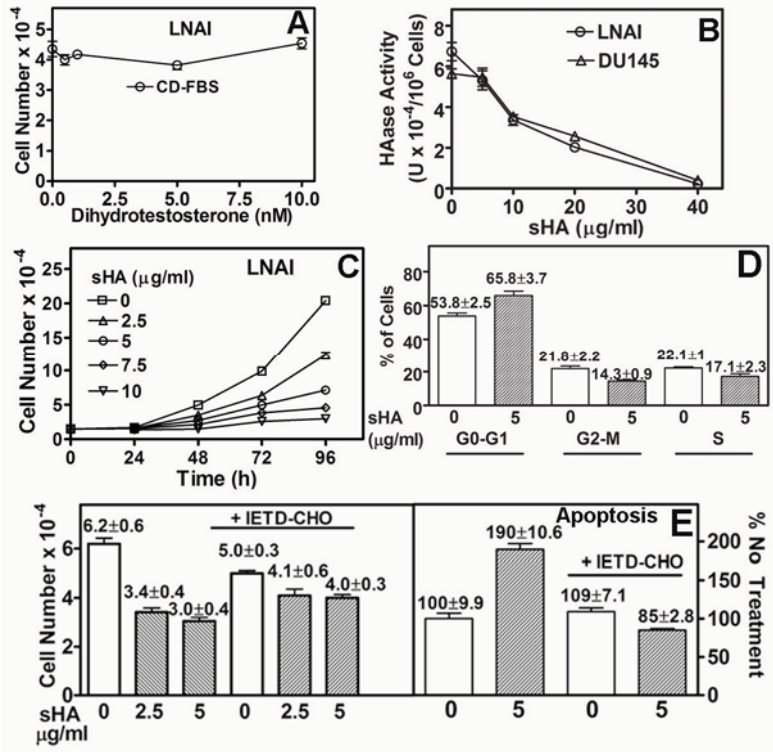 A
LNAI
Cell Number x 10⁻⁴
5
4
3
2
1
0
CD-FBS
0.0 2.5 5.0 7.5 10.0
Dihydrotestosterone (nM)
B
LNAI
DU145
HAase Activity
(U x 10⁻⁴/10⁶ Cells)
8
6
4
2
0
0 10 20 30 40
sHA (μg/ml)
C
LNAI
Cell Number x 10⁻⁴
25
20
15
10
5
0
sHA (μg/ml)
0
2.5
5
7.5
10
0 24 48 72 96
Time (h)
D
% of Cells
80
60
40
20
0
53.8±2.5
65.8±3.7
21.8±2.2
14.3±0.9
22.1±1
17.1±2.3
sHA 0 5 0 5 0 5
(μg/ml) G0-G1 G2-M S
E
Cell Number x 10⁻⁴
6
4
2
0
+ IETD-CHO
6.2±0.6
3.4±0.4
3.0±0.4
5.0±0.3
4.1±0.6
4.0±0.3
Apoptosis
+ IETD-CHO
100±9.9
190±10.6
109±7.1
85±2.8
200
150
100
50
0
% No Treatment
0 2.5 5 0 2.5 5 0 5 0 5
sHA
μg/ml